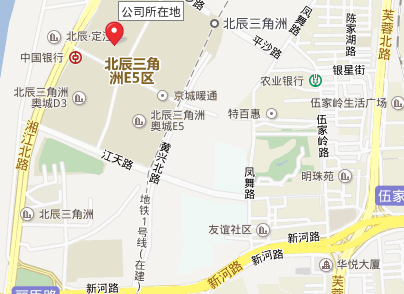 公司所在地
北辰·定江
中国银行
北辰三角
洲E5区
北辰三角洲
奥城D3
北辰三角洲
平沙路
凤舞路
陈家湖路
芙蓉北路
银星街
农业银行
伍家岭生活广场
京城暖通
特百惠
北辰三角洲
奥城E5
伍家岭路
湘江北路
江天路
黄兴北路
凤舞路
明珠苑
伍家
北辰三角洲
地铁1号线(在建)
友谊社区
新河路
新河路
新河路
新河路
华悦大厦
芙蓉